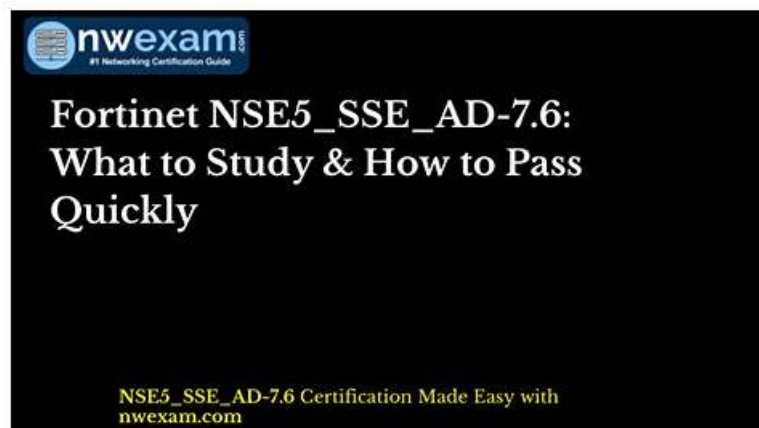 nwexam.com
#1 Networking Certification Guide
Fortinet NSE5_SSE_AD-7.6:
What to Study & How to Pass
Quickly
NSE5_SSE_AD-7.6 Certification Made Easy with
nwexam.com